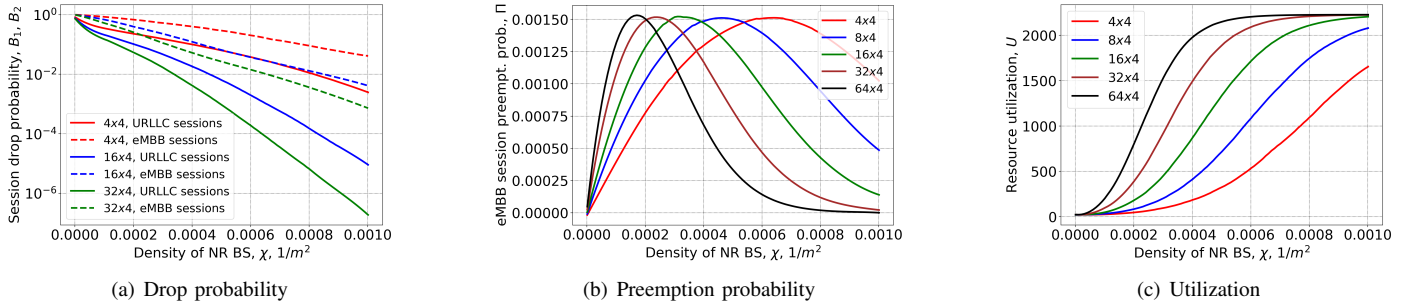 Session drop probability, B1, B2
10^0
10^−2
10^−4
10^−6
4x4, URLLC sessions
4x4, eMBB sessions
16x4, URLLC sessions
16x4, eMBB sessions
32x4, URLLC sessions
32x4, eMBB sessions
0.0000 0.0002 0.0004 0.0006 0.0008 0.0010
Density of NR BS, χ, 1/m²
(a) Drop probability
eMBB session preempt. prob., Π
0.00150
0.00125
0.00100
0.00075
0.00050
0.00025
0.00000
4x4
8x4
16x4
32x4
64x4
0.0000 0.0002 0.0004 0.0006 0.0008 0.0010
Density of NR BS, χ, 1/m²
(b) Preemption probability
Resource utilization, U
2000
1500
1000
500
0
4x4
8x4
16x4
32x4
64x4
0.0000 0.0002 0.0004 0.0006 0.0008 0.0010
Density of NR BS, χ, 1/m²
(c) Utilization